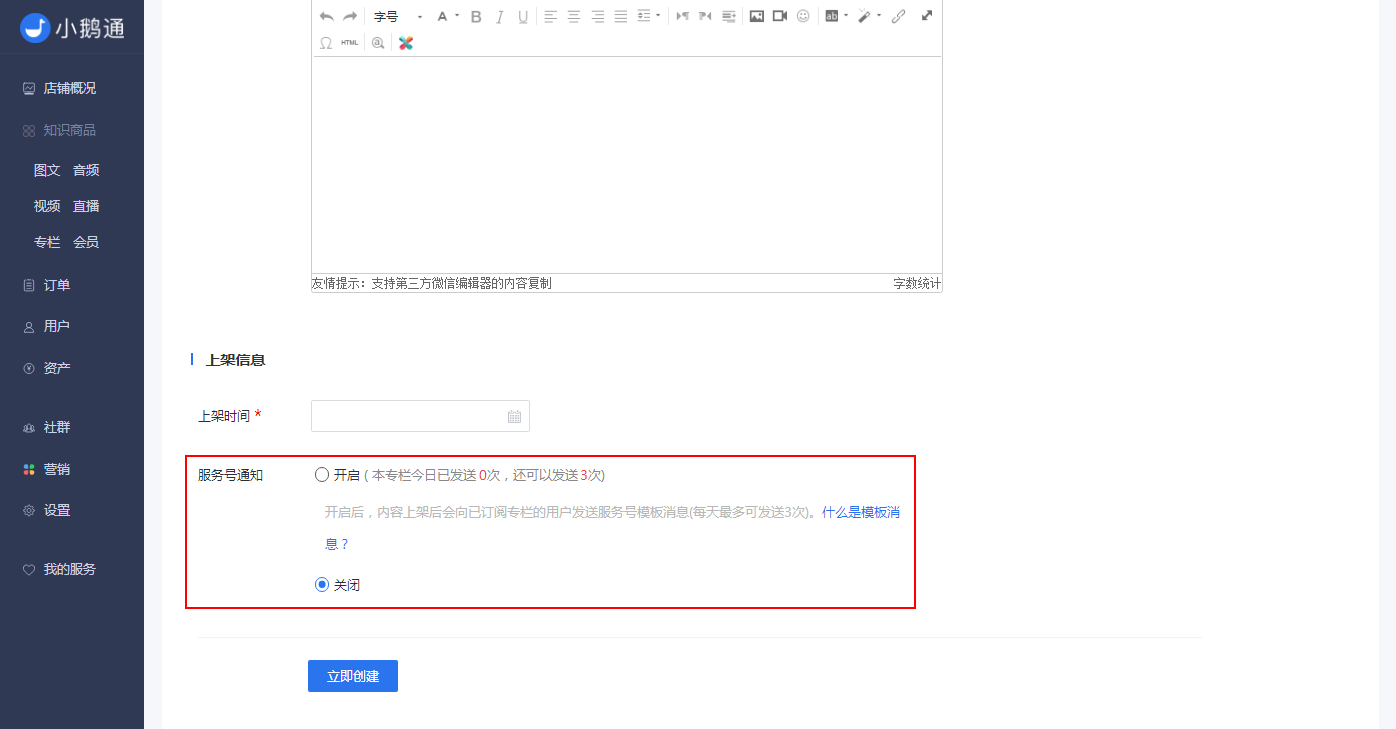 小鹅通
店铺概况
知识商品
图文 音频
视频 直播
专栏 会员
订单
用户
资产
社群
营销
设置
我的服务
字号 A B I U ab
Ω HTML
友情提示：支持第三方微信编辑器的内容复制 字数统计
上架信息
上架时间 *
服务号通知 开启 ( 本专栏今日已发送 0次，还可以发送 3次)
开启后，内容上架后会向已订阅专栏的用户发送服务号模板消息(每天最多可发送3次)。什么是模板消
息？
关闭
立即创建